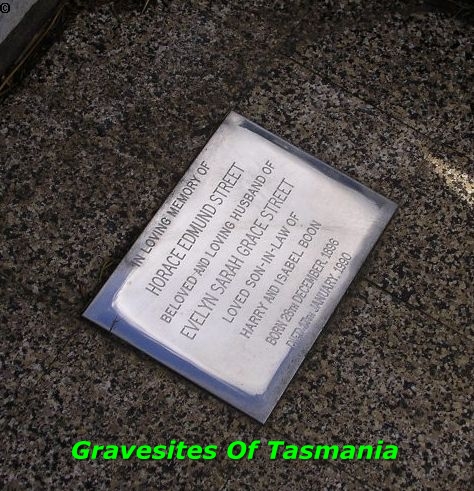 ©
IN LOVING MEMORY OF
HORACE EDMUND STREET
BELOVED AND LOVING HUSBAND OF
EVELYN SARAH GRACE STREET
LOVED SON-IN-LAW OF
HARRY AND ISABEL BOON
BORN 26TH DECEMBER, 1896
DIED JANUARY, 1980
Gravesites Of Tasmania